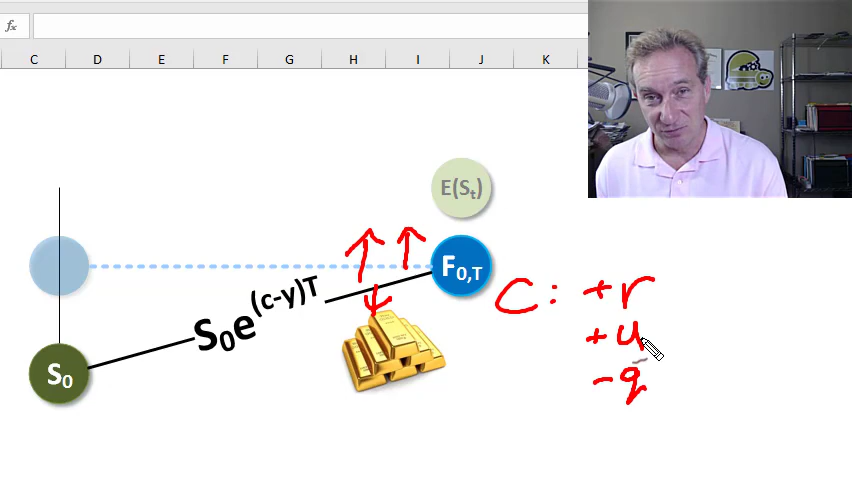 fx
C D E F G H I J K
E(St)
F0,T
S0e(c-y)T
S0
C: +r
+u
-q